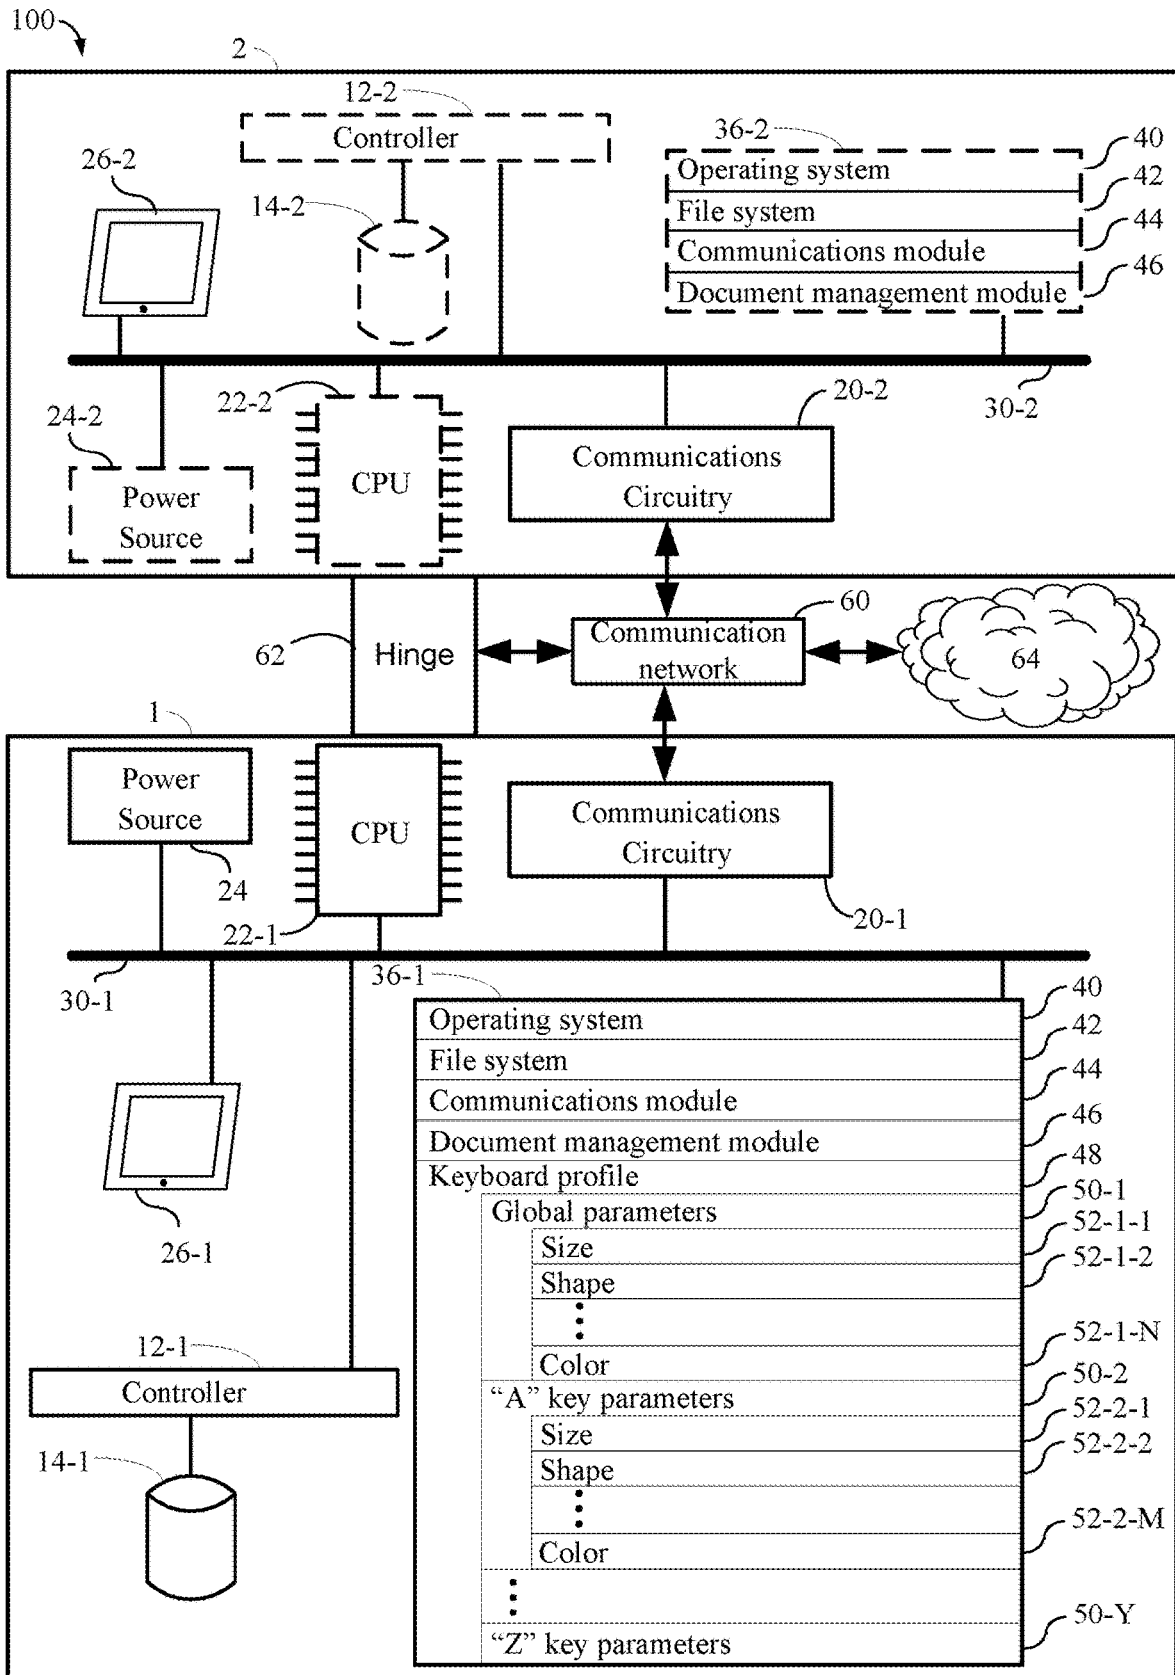 100
2
12-2
Controller
36-2
Operating system
40
File system
42
Communications module
44
Document management module
46
26-2
14-2
30-2
22-2
20-2
24-2
Power
Source
CPU
Communications
Circuitry
62
Hinge
60
Communication
network
64
1
Power
Source
24
CPU
22-1
Communications
Circuitry
20-1
30-1
36-1
Operating system
40
File system
42
Communications module
44
Document management module
46
Keyboard profile
48
Global parameters
50-1
Size
52-1-1
Shape
52-1-2
Color
52-1-N
“A” key parameters
50-2
Size
52-2-1
Shape
52-2-2
Color
52-2-M
“Z” key parameters
50-Y
26-1
12-1
Controller
14-1